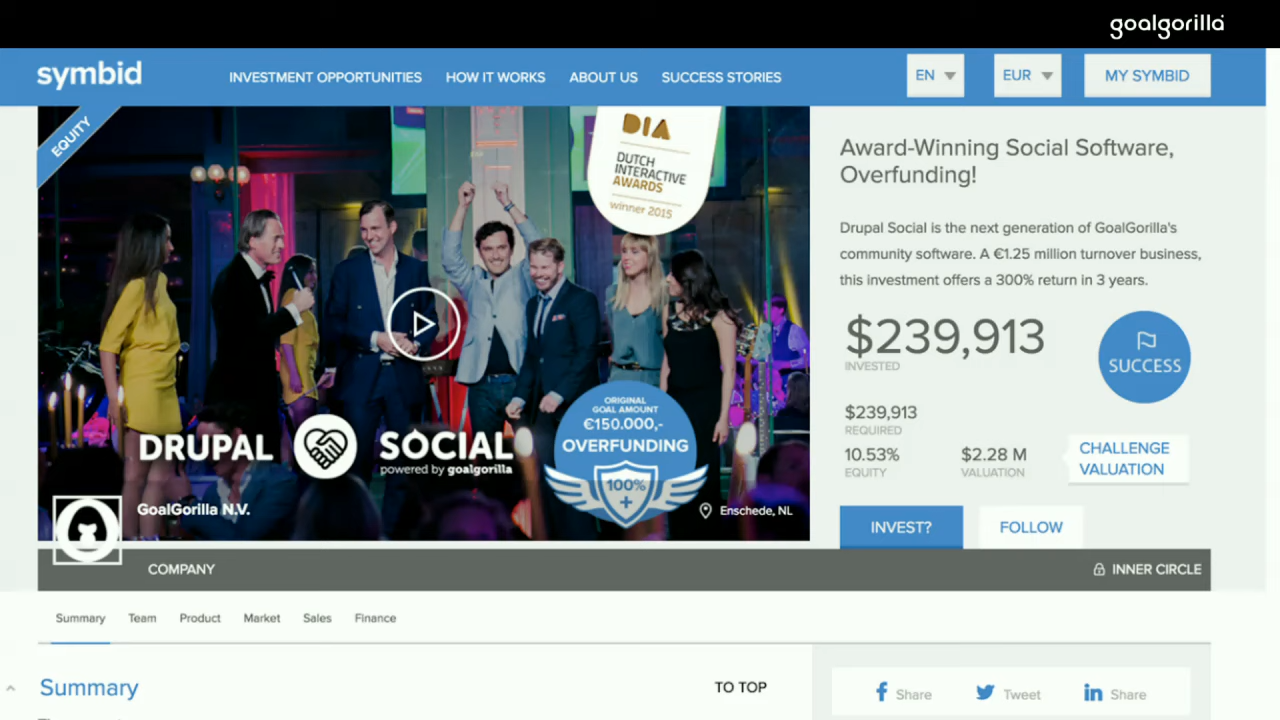 goalgorilla
symbid
INVESTMENT OPPORTUNITIES
HOW IT WORKS
ABOUT US
SUCCESS STORIES
EN
EUR
MY SYMBID
EQUITY
DIA
DUTCH
INTERACTIVE
AWARDS
winner 2015
DRUPAL
SOCIAL
powered by goalgorilla
ORIGINAL
GOAL AMOUNT
€150.000,-
OVERFUNDING
100%
+
GoalGorilla N.V.
Enschede, NL
Award-Winning Social Software,
Overfunding!
Drupal Social is the next generation of GoalGorilla's
community software. A €1.25 million turnover business,
this investment offers a 300% return in 3 years.
$239,913
INVESTED
SUCCESS
$239,913
REQUIRED
10.53%
EQUITY
$2.28 M
VALUATION
CHALLENGE
VALUATION
INVEST?
FOLLOW
COMPANY
INNER CIRCLE
Summary
Team
Product
Market
Sales
Finance
Summary
TO TOP
Share
Tweet
Share